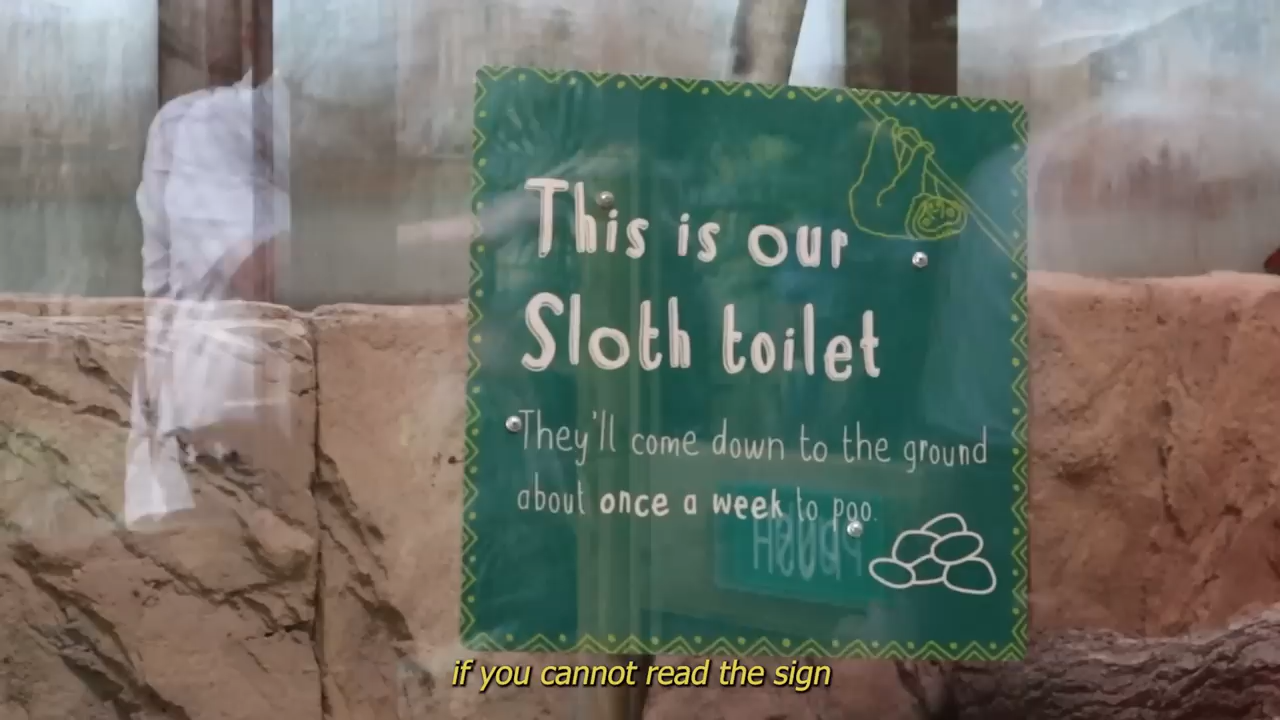 This is our
Sloth toilet
They'll come down to the ground
about once a week to poo.
if you cannot read the sign